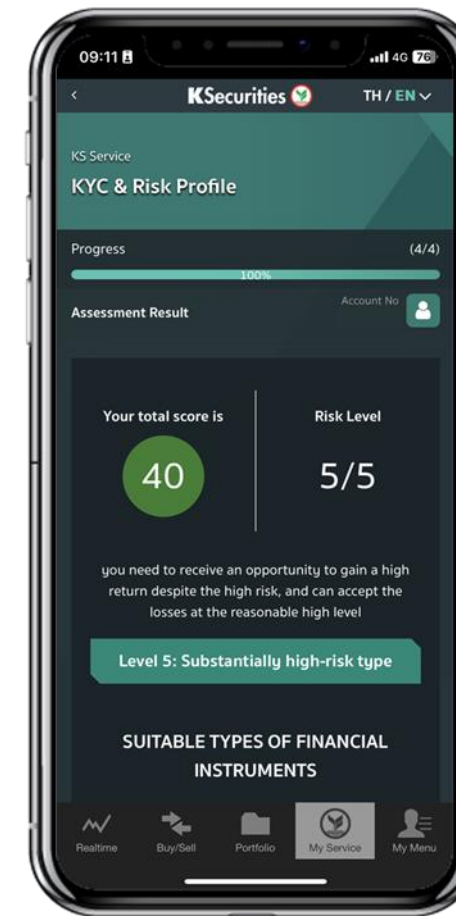 09:11
4G 76
KSecurities
TH / EN
KS Service
KYC & Risk Profile
Progress (4/4)
100%
Assessment Result
Account No
Your total score is
Risk Level
40
5/5
you need to receive an opportunity to gain a high
return despite the high risk, and can accept the
losses at the reasonable high level
Level 5: Substantially high-risk type
SUITABLE TYPES OF FINANCIAL
INSTRUMENTS
Realtime
Buy/Sell
Portfolio
My Service
My Menu